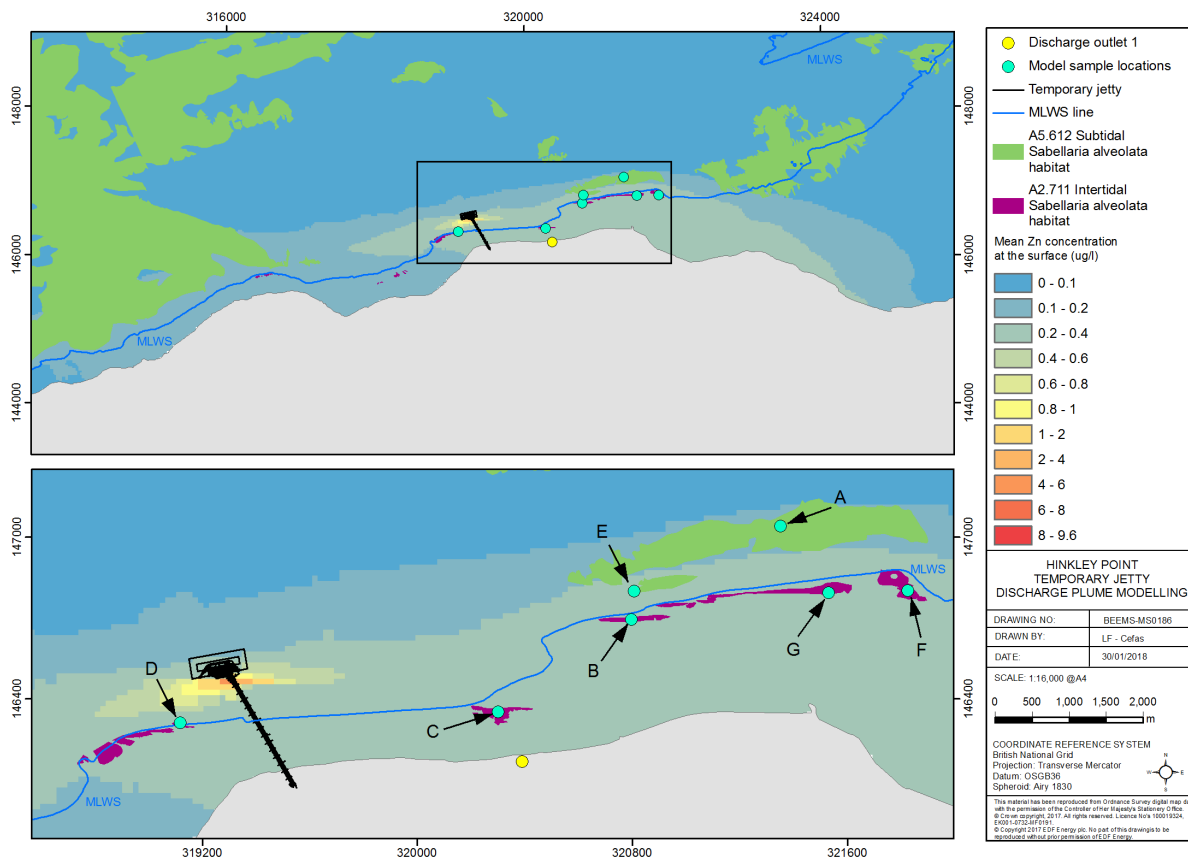 316000
320000
324000
148000
146000
144000
148000
146000
144000
MLWS
MLWS
147000
146400
147000
146400
A
E
D
B
C
G
F
MLWS
MLWS
319200
320000
320800
321600
Discharge outlet 1
Model sample locations
Temporary jetty
MLWS line
A5.612 Subtidal
Sabellaria alveolata
habitat
A2.711 Intertidal
Sabellaria alveolata
habitat
Mean Zn concentration
at the surface (ug/l)
0 - 0.1
0.1 - 0.2
0.2 - 0.4
0.4 - 0.6
0.6 - 0.8
0.8 - 1
1 - 2
2 - 4
4 - 6
6 - 8
8 - 9.6
HINKLEY POINT
TEMPORARY JETTY
DISCHARGE PLUME MODELLING
DRAWING NO: BEEMS-MS0186
DRAWN BY: LF - Cefas
DATE: 30/01/2018
SCALE: 1:16,000 @A4
0 500 1,000 1,500 2,000
m
COORDINATE REFERENCE SYSTEM
British National Grid
Projection: Transverse Mercator
Datum: OSGB36
Spheroid: Airy 1830
N
W E
S
This material has been reproduced from Ordnance Survey digital map da
with the permission of the Controller of Her Majesty's Stationery Office.
© Crown copyright, 2017. All rights reserved. Licence No's 100019324,
EK001-0732-MF0191.
© Copyright 2017 EDF Energy plc. No part of this drawing is to be
reproduced without prior permission of EDF Energy.